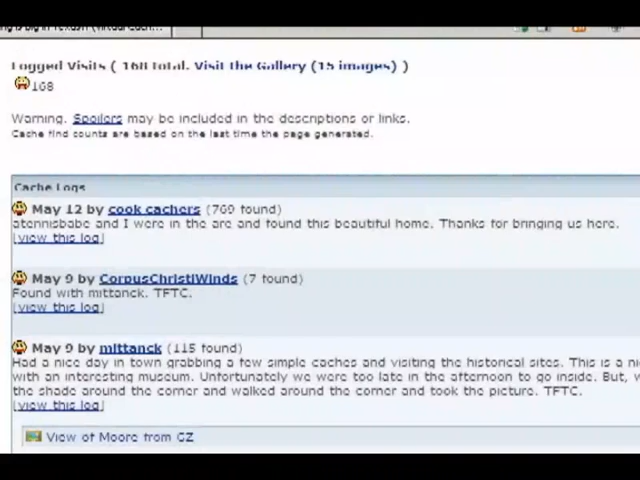 Logged Visits ( 168 total. Visit the Gallery (15 images) )
168
Warning. Spoilers may be included in the descriptions or links.
Cache find counts are based on the last time the page generated.
Cache Logs
May 12 by cook cachers (769 found)
atennisbabe and I were in the are and found this beautiful home. Thanks for bringing us here.
[view this log]
May 9 by CorpusChristiWinds (7 found)
Found with mittanck. TFTC.
[view this log]
May 9 by mittanck (115 found)
Had a nice day in town grabbing a few simple caches and visiting the historical sites. This is a
with an interesting museum. Unfortunately we were too late in the afternoon to go inside. But,
the shade around the corner and walked around the corner and took the picture. TFTC.
[view this log]
View of Moore from GZ